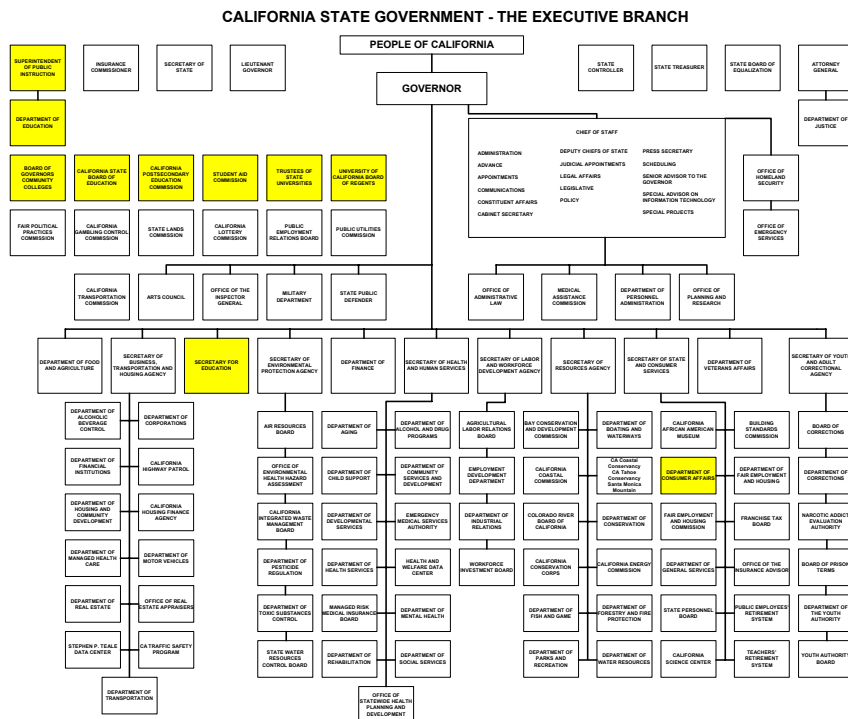 CALIFORNIA STATE GOVERNMENT - THE EXECUTIVE BRANCH
PEOPLE OF CALIFORNIA
SUPERINTENDENT
OF PUBLIC
INSTRUCTION
INSURANCE
COMMISSIONER
SECRETARY OF
STATE
LIEUTENANT
GOVERNOR
STATE
CONTROLLER
STATE TREASURER
STATE BOARD OF
EQUALIZATION
ATTORNEY
GENERAL
GOVERNOR
DEPARTMENT OF
EDUCATION
DEPARTMENT OF
JUSTICE
CHIEF OF STAFF
ADMINISTRATION
ADVANCE
APPOINTMENTS
COMMUNICATIONS
CONSTITUENT AFFAIRS
CABINET SECRETARY
DEPUTY CHIEFS OF STATE
JUDICIAL APPOINTMENTS
LEGAL AFFAIRS
LEGISLATIVE
POLICY
PRESS SECRETARY
SCHEDULING
SENIOR ADVISOR TO THE
GOVERNOR
SPECIAL ADVISOR ON
INFORMATION TECHNOLOGY
SPECIAL PROJECTS
BOARD OF
GOVERNORS
COMMUNITY
COLLEGES
CALIFORNIA STATE
BOARD OF
EDUCATION
CALIFORNIA
POSTSECONDARY
EDUCATION
COMMISSION
STUDENT AID
COMMISSION
TRUSTEES OF
STATE
UNIVERSITIES
UNIVERSITY OF
CALIFORNIA BOARD
OF REGENTS
OFFICE OF
HOMELAND
SECURITY
FAIR POLITICAL
PRACTICES
COMMISSION
CALIFORNIA
GAMBLING CONTROL
COMMISSION
STATE LANDS
COMMISSION
CALIFORNIA
LOTTERY
COMMISSION
PUBLIC
EMPLOYMENT
RELATIONS BOARD
PUBLIC UTILITIES
COMMISSION
OFFICE OF
EMERGENCY
SERVICES
CALIFORNIA
TRANSPORTATION
COMMISSION
ARTS COUNCIL
OFFICE OF THE
INSPECTOR
GENERAL
MILITARY
DEPARTMENT
STATE PUBLIC
DEFENDER
OFFICE OF
ADMINISTRATIVE
LAW
MEDICAL
ASSISTANCE
COMMISSION
DEPARTMENT OF
PERSONNEL
ADMINISTRATION
OFFICE OF
PLANNING AND
RESEARCH
DEPARTMENT OF FOOD
AND AGRICULTURE
SECRETARY OF
BUSINESS,
TRANSPORTATION AND
HOUSING AGENCY
SECRETARY FOR
EDUCATION
SECRETARY OF
ENVIRONMENTAL
PROTECTION AGENCY
DEPARTMENT OF
FINANCE
SECRETARY OF HEALTH
AND HUMAN SERVICES
SECRETARY OF LABOR
AND WORKFORCE
DEVELOPMENT AGENCY
SECRETARY OF
RESOURCES AGENCY
SECRETARY OF STATE
AND CONSUMER
SERVICES
DEPARTMENT OF
VETERANS AFFAIRS
SECRETARY OF YOUTH
AND ADULT
CORRECTIONAL
AGENCY
DEPARTMENT OF
ALCOHOLIC
BEVERAGE
CONTROL
DEPARTMENT OF
CORPORATIONS
AIR RESOURCES
BOARD
DEPARTMENT OF
AGING
DEPARTMENT OF
ALCOHOL AND DRUG
PROGRAMS
AGRICULTURAL
LABOR RELATIONS
BOARD
BAY CONSERVATION
AND DEVELOPMENT
COMMISSION
DEPARTMENT OF
BOATING AND
WATERWAYS
CALIFORNIA
AFRICAN AMERICAN
MUSEUM
BUILDING
STANDARDS
COMMISSION
BOARD OF
CORRECTIONS
DEPARTMENT OF
FINANCIAL
INSTITUTIONS
CALIFORNIA
HIGHWAY PATROL
OFFICE OF
ENVIRONMENTAL
HEALTH HAZARD
ASSESSMENT
DEPARTMENT OF
CHILD SUPPORT
DEPARTMENT OF
COMMUNITY
SERVICES AND
DEVELOPMENT
EMPLOYMENT
DEVELOPMENT
DEPARTMENT
CALIFORNIA
COASTAL
COMMISSION
CA Coastal
Conservancy
CA Tahoe
Conservancy
Santa Monica
Mountain
DEPARTMENT OF
CONSUMER AFFAIRS
DEPARTMENT OF
FAIR EMPLOYMENT
AND HOUSING
DEPARTMENT OF
CORRECTIONS
DEPARTMENT OF
HOUSING AND
COMMUNITY
DEVELOPMENT
CALIFORNIA
HOUSING FINANCE
AGENCY
CALIFORNIA
INTEGRATED WASTE
MANAGEMENT
BOARD
DEPARTMENT OF
DEVELOPMENTAL
SERVICES
EMERGENCY
MEDICAL SERVICES
AUTHORITY
DEPARTMENT OF
INDUSTRIAL
RELATIONS
COLORADO RIVER
BOARD OF
CALIFORNIA
DEPARTMENT OF
CONSERVATION
FAIR EMPLOYMENT
AND HOUSING
COMMISSION
FRANCHISE TAX
BOARD
NARCOTIC ADDICT
EVALUATION
AUTHORITY
DEPARTMENT OF
MANAGED HEALTH
CARE
DEPARTMENT OF
MOTOR VEHICLES
DEPARTMENT OF
PESTICIDE
REGULATION
DEPARTMENT OF
HEALTH SERVICES
HEALTH AND
WELFARE DATA
CENTER
WORKFORCE
INVESTMENT BOARD
CALIFORNIA
CONSERVATION
CORPS
CALIFORNIA ENERGY
COMMISSION
DEPARTMENT OF
GENERAL SERVICES
OFFICE OF THE
INSURANCE ADVISOR
BOARD OF PRISON
TERMS
DEPARTMENT OF
REAL ESTATE
OFFICE OF REAL
ESTATE APPRAISERS
DEPARTMENT OF
TOXIC SUBSTANCES
CONTROL
MANAGED RISK
MEDICAL INSURANCE
BOARD
DEPARTMENT OF
MENTAL HEALTH
DEPARTMENT OF
FISH AND GAME
DEPARTMENT OF
FORESTRY AND FIRE
PROTECTION
STATE PERSONNEL
BOARD
PUBLIC EMPLOYEES'
RETIREMENT
SYSTEM
DEPARTMENT OF
THE YOUTH
AUTHORITY
STEPHEN P. TEALE
DATA CENTER
CA TRAFFIC SAFETY
PROGRAM
STATE WATER
RESOURCES
CONTROL BOARD
DEPARTMENT OF
REHABILITATION
DEPARTMENT OF
SOCIAL SERVICES
DEPARTMENT OF
PARKS AND
RECREATION
DEPARTMENT OF
WATER RESOURCES
CALIFORNIA
SCIENCE CENTER
TEACHERS'
RETIREMENT
SYSTEM
YOUTH AUTHORITY
BOARD
DEPARTMENT OF
TRANSPORTATION
OFFICE OF
STATEWIDE HEALTH
PLANNING AND
DEVELOPMENT